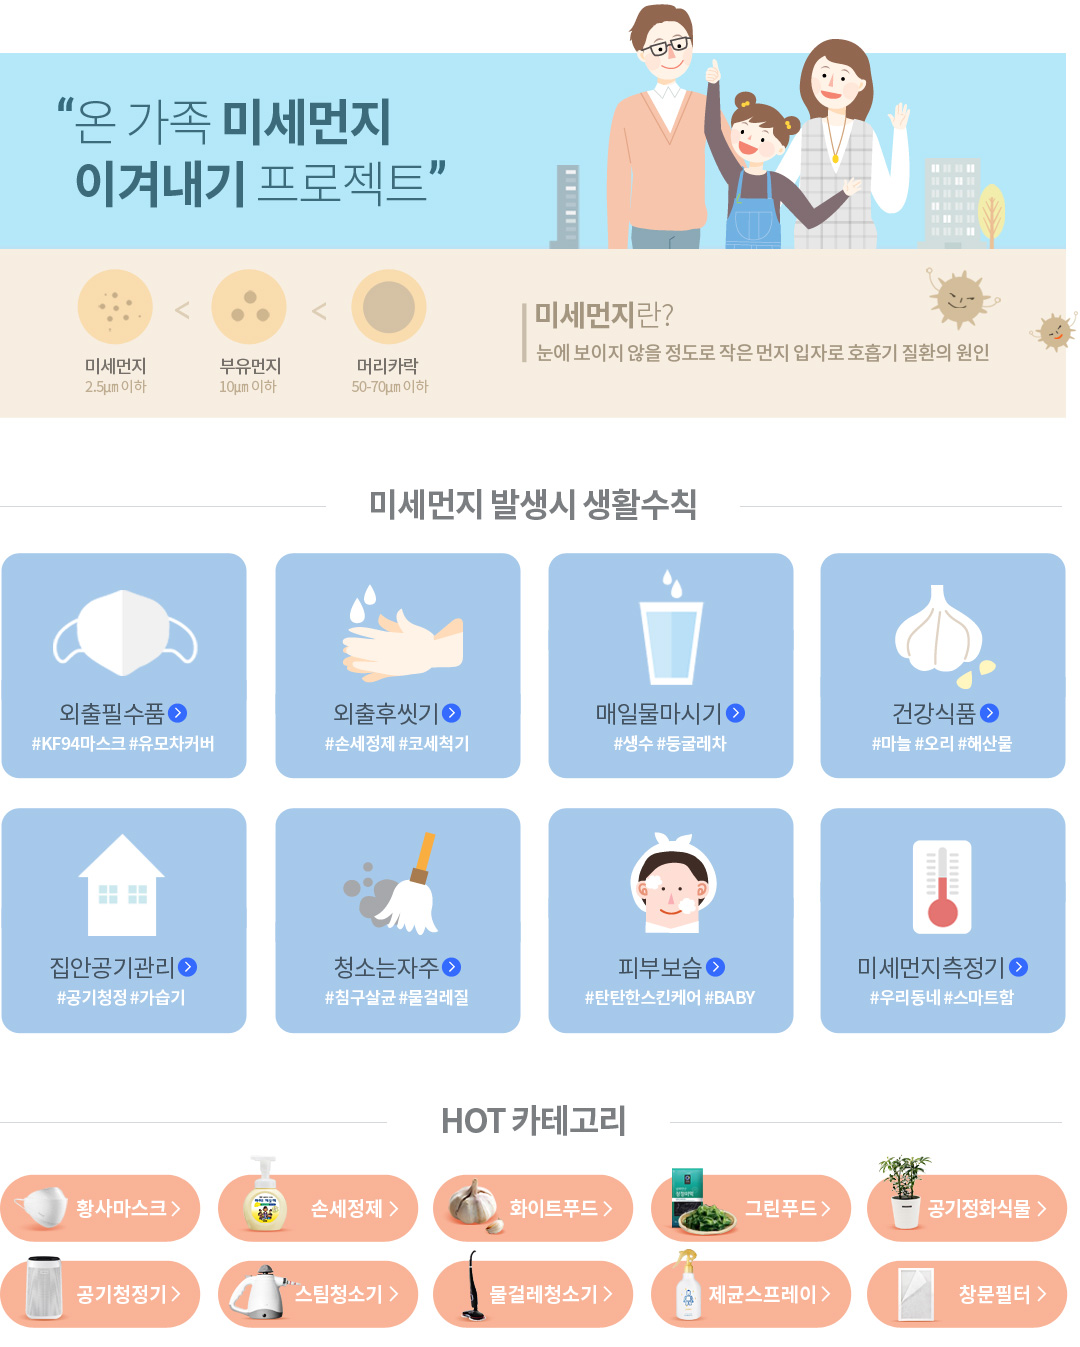 “온 가족 미세먼지
이겨내기 프로젝트”
< <
미세먼지 부유먼지 머리카락
2.5㎛ 이하 10㎛ 이하 50-70㎛ 이하
미세먼지란?
눈에 보이지 않을 정도로 작은 먼지 입자로 호흡기 질환의 원인
미세먼지 발생시 생활수칙
외출필수품
#KF94마스크 #유모차커버
외출후씻기
#손세정제 #코세척기
매일물마시기
#생수 #둥굴레차
건강식품
#마늘 #오리 #해산물
집안공기관리
#공기청정 #가습기
청소는자주
#침구살균 #물걸레질
피부보습
#탄탄한스킨케어 #BABY
미세먼지측정기
#우리동네 #스마트함
HOT 카테고리
황사마스크
손세정제
화이트푸드
그린푸드
공기정화식물
공기청정기
스팀청소기
물걸레청소기
제균스프레이
창문필터